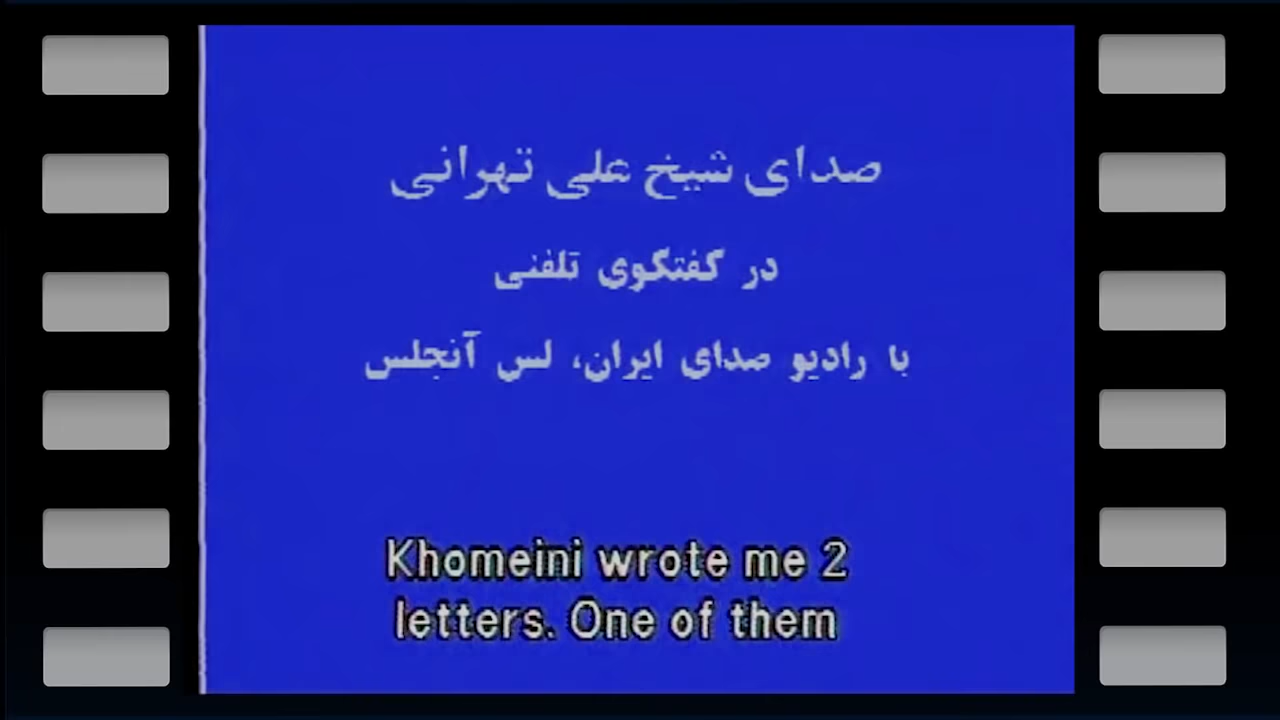 صدای شیخ علی تهرانی
در گفتگوی تلفنی
با رادیو صدای ایران، لس آنجلس
Khomeini wrote me 2
letters. One of them